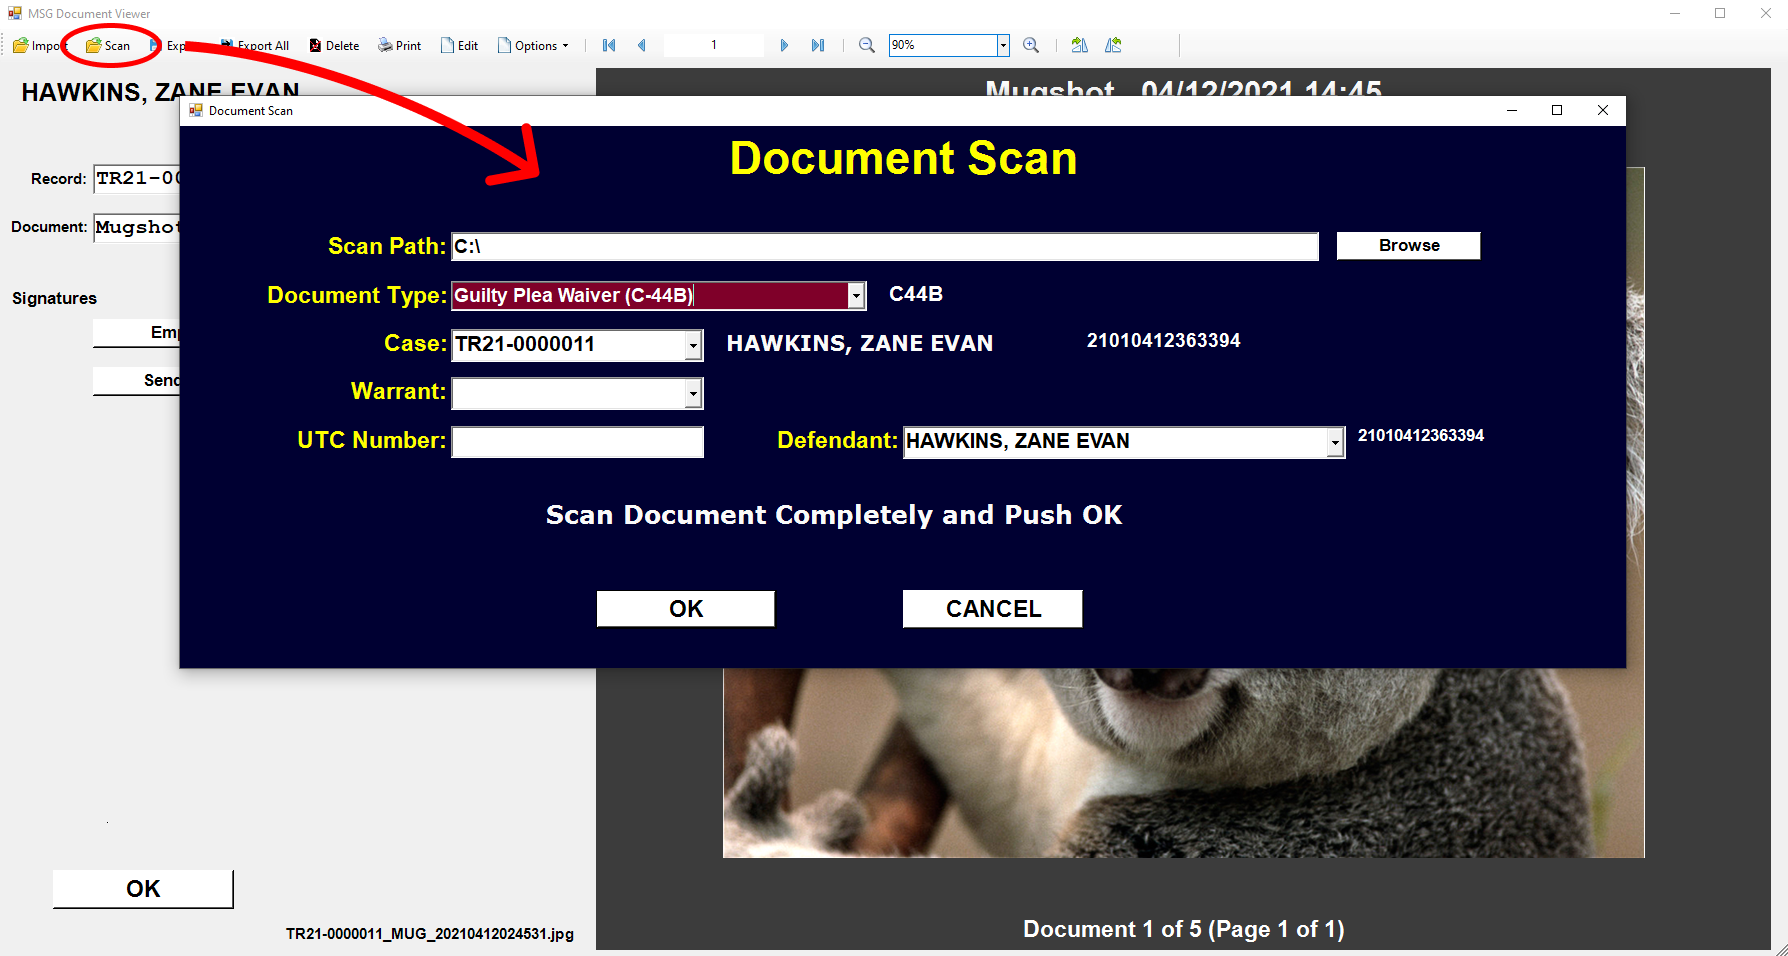 MSG Document Viewer
Import Scan Export All Delete Print Edit Options 1 90%
HAWKINS, ZANE EVAN
Mugshot 04/12/2021 14:45
Document Scan
Document Scan
Record: TR21-00
Document: Mugshot
Scan Path: C:\ Browse
Document Type: Guilty Plea Waiver (C-44B) C44B
Signatures
Case: TR21-0000011 HAWKINS, ZANE EVAN 21010412363394
Emp
Send
Warrant:
UTC Number: Defendant: HAWKINS, ZANE EVAN 21010412363394
Scan Document Completely and Push OK
OK CANCEL
OK
TR21-0000011_MUG_20210412024531.jpg
Document 1 of 5 (Page 1 of 1)